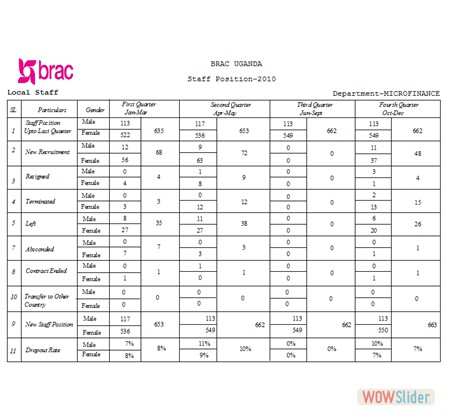 brac
BRAC UGANDA
Staff Position-2010
Local Staff
Department-MICROFINANCE
SL Particulars Gender First Quarter Jan-Mar Second Quarter Apr-May Third Quarter Jun-Sept Fourth Quarter Oct-Dec
1 Staff Position Upto Last Quarter Male 113 635 117 653 113 662 113 662
Female 522 536 549 549
2 New Recruitment Male 12 68 9 72 0 0 11 48
Female 56 63 0 37
3 Resigned Male 0 4 1 9 0 0 3 4
Female 4 8 0 1
4 Terminated Male 0 3 0 12 0 0 2 15
Female 3 12 0 13
5 Left Male 8 35 11 38 0 0 6 26
Female 27 27 0 20
7 Absconded Male 0 7 0 3 0 0 0 1
Female 7 3 0 1
8 Contract Ended Male 0 1 1 1 0 0 0 1
Female 1 0 0 1
10 Transfer to Other Country Male 0 0 0 0 0 0 0 0
Female 0 0 0 0
9 New Staff Position Male 117 653 113 662 113 662 113 663
Female 536 549 549 550
11 Dropout Rate Male 7% 8% 11% 10% 0% 0% 10% 7%
Female 8% 9% 0% 7%
WOWSlider